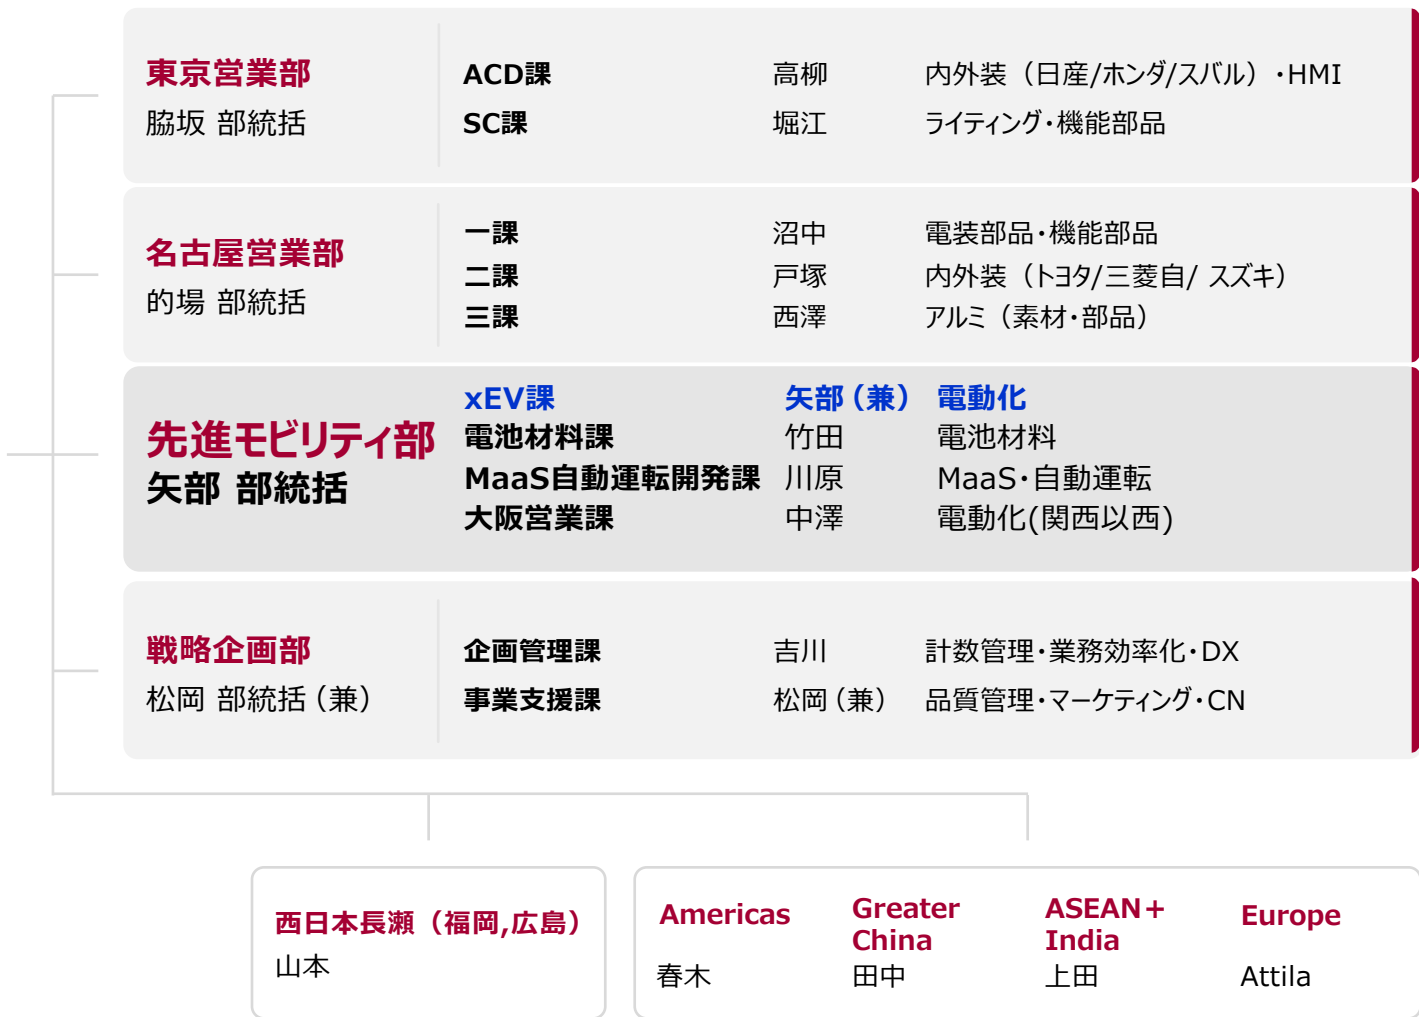 東京営業部
脇坂 部統括
ACD課 高柳 内外装（日産/ホンダ/スバル）・HMI
SC課 堀江 ライティング・機能部品
名古屋営業部
的場 部統括
一課 沼中 電装部品・機能部品
二課 戸塚 内外装（トヨタ/三菱自/ スズキ）
三課 西澤 アルミ（素材・部品）
先進モビリティ部
矢部 部統括
xEV課 矢部（兼） 電動化
電池材料課 竹田 電池材料
MaaS自動運転開発課 川原 MaaS・自動運転
大阪営業課 中澤 電動化(関西以西)
戦略企画部
松岡 部統括（兼）
企画管理課 吉川 計数管理・業務効率化・DX
事業支援課 松岡（兼） 品質管理・マーケティング・CN
西日本長瀬（福岡,広島）
山本
Americas
春木
Greater
China
田中
ASEAN+
India
上田
Europe
Attila